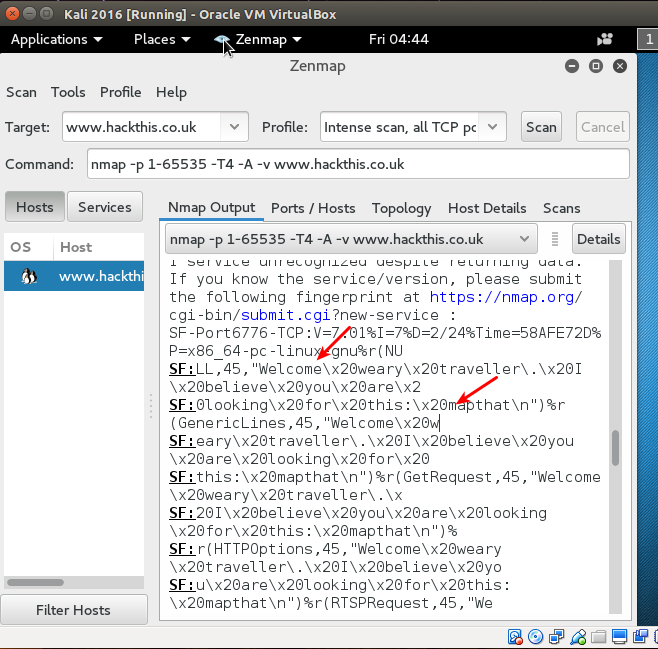 Kali 2016 [Running] - Oracle VM VirtualBox
Applications Places Zenmap Fri 04:44 1
Zenmap
Scan Tools Profile Help
Target: www.hackthis.co.uk Profile: Intense scan, all TCP pc Scan Cancel
Command: nmap -p 1-65535 -T4 -A -v www.hackthis.co.uk
Hosts Services Nmap Output Ports / Hosts Topology Host Details Scans
OS Host
www.hackthi
nmap -p 1-65535 -T4 -A -v www.hackthis.co.uk Details
1 service unrecognized despite returning data.
If you know the service/version, please submit
the following fingerprint at https://nmap.org/
cgi-bin/submit.cgi?new-service :
SF-Port6776-TCP:V=7.01%I=7%D=2/24%Time=58AFE72D%
P=x86_64-pc-linux-gnu%r(NU
SF:LL,45,"Welcome\x20weary\x20traveller\.\x20I
\x20believe\x20you\x20are\x2
SF:0looking\x20for\x20this:\x20mapthat\n")%r
(GenericLines,45,"Welcome\x20w
SF:eary\x20traveller\.\x20I\x20believe\x20you
\x20are\x20looking\x20for\x20
SF:this:\x20mapthat\n")%r(GetRequest,45,"Welcome
\x20weary\x20traveller\.\x
SF:20I\x20believe\x20you\x20are\x20looking
\x20for\x20this:\x20mapthat\n")%
SF:r(HTTPOptions,45,"Welcome\x20weary
\x20traveller\.\x20I\x20believe\x20yo
SF:u\x20are\x20looking\x20for\x20this:
\x20mapthat\n")%r(RTSPRequest,45,"We
Filter Hosts